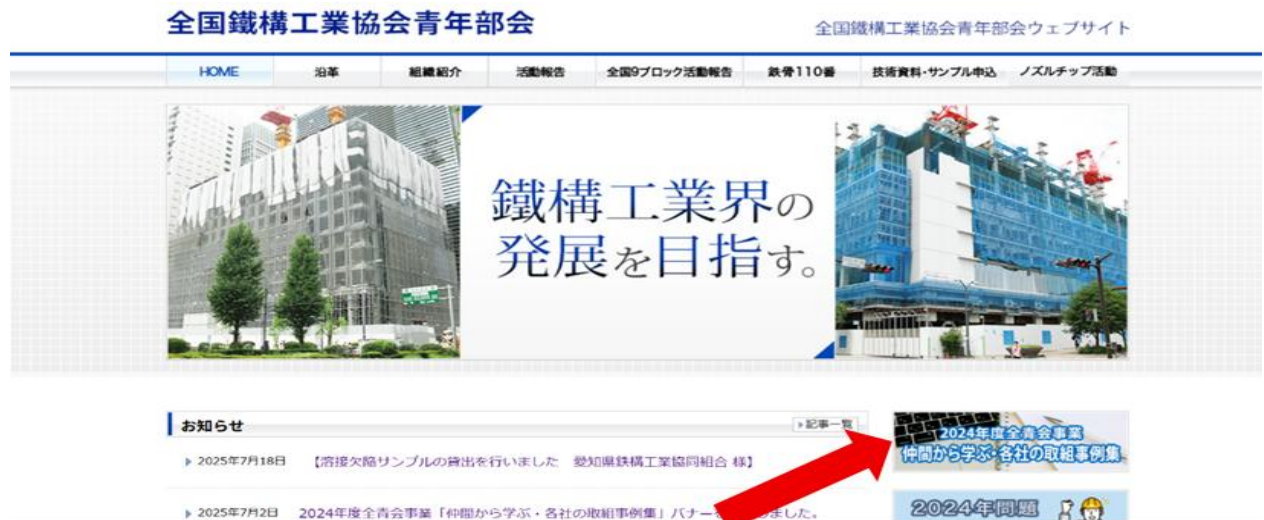 全国鐵構工業協会青年部会
全国鐵構工業協会青年部会ウェブサイト
HOME 沿革 組織紹介 活動報告 全国9ブロック活動報告 鉄骨110番 技術資料・サンプル申込 ノズルチップ活動
鐵構工業界の
発展を目指す。
お知らせ
記事一覧
2025年7月18日 【溶接欠陥サンプルの貸出を行いました 愛知県鉄構工業協同組合 様】
2025年7月2日 2024年度全青会事業「仲間から学ぶ・各社の取組事例集」バナーを しました。
2024年度全青会事業
仲間から学ぶ・各社の取組事例集
2024年問題